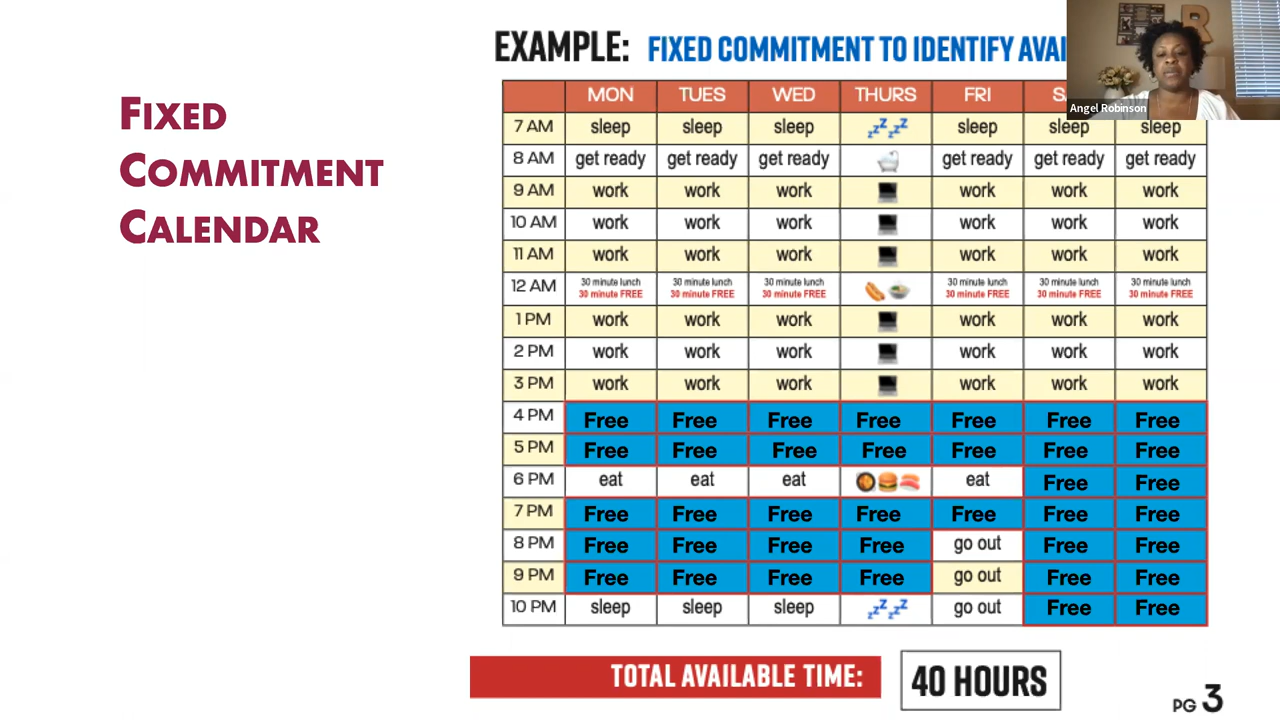 FIXED
COMMITMENT
CALENDAR
EXAMPLE: FIXED COMMITMENT TO IDENTIFY
Angel Robinson
MON TUES WED THURS FRI
7 AM sleep sleep sleep zZzZ sleep sleep sleep
8 AM get ready get ready get ready get ready get ready get ready
9 AM work work work work work work
10 AM work work work work work work
11 AM work work work work work work
12 AM 30 minute lunch 30 minute lunch 30 minute lunch 30 minute lunch 30 minute lunch 30 minute lunch
30 minute FREE 30 minute FREE 30 minute FREE 30 minute FREE 30 minute FREE 30 minute FREE
1 PM work work work work work work
2 PM work work work work work work
3 PM work work work work work work
4 PM Free Free Free Free Free Free Free
5 PM Free Free Free Free Free Free Free
6 PM eat eat eat eat Free Free
7 PM Free Free Free Free Free Free Free
8 PM Free Free Free Free go out Free Free
9 PM Free Free Free Free go out Free Free
10 PM sleep sleep sleep zZzZ go out Free Free
TOTAL AVAILABLE TIME: 40 HOURS
PG 3